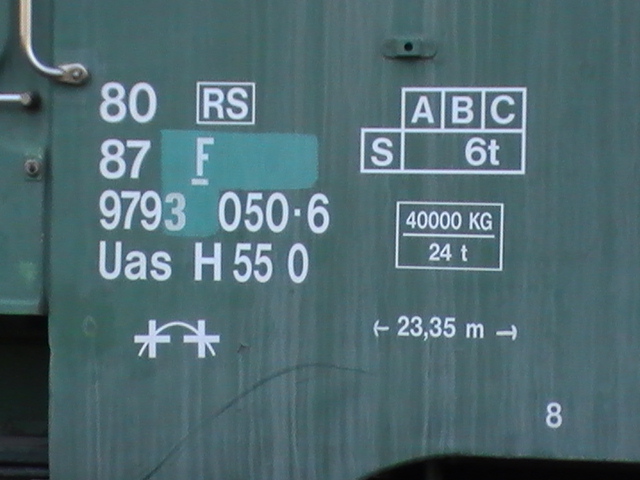 80 RS
87 F
9793 050·6
Uas H 55 0
A B C
S 6t
40000 KG
24 t
23,35 m
8